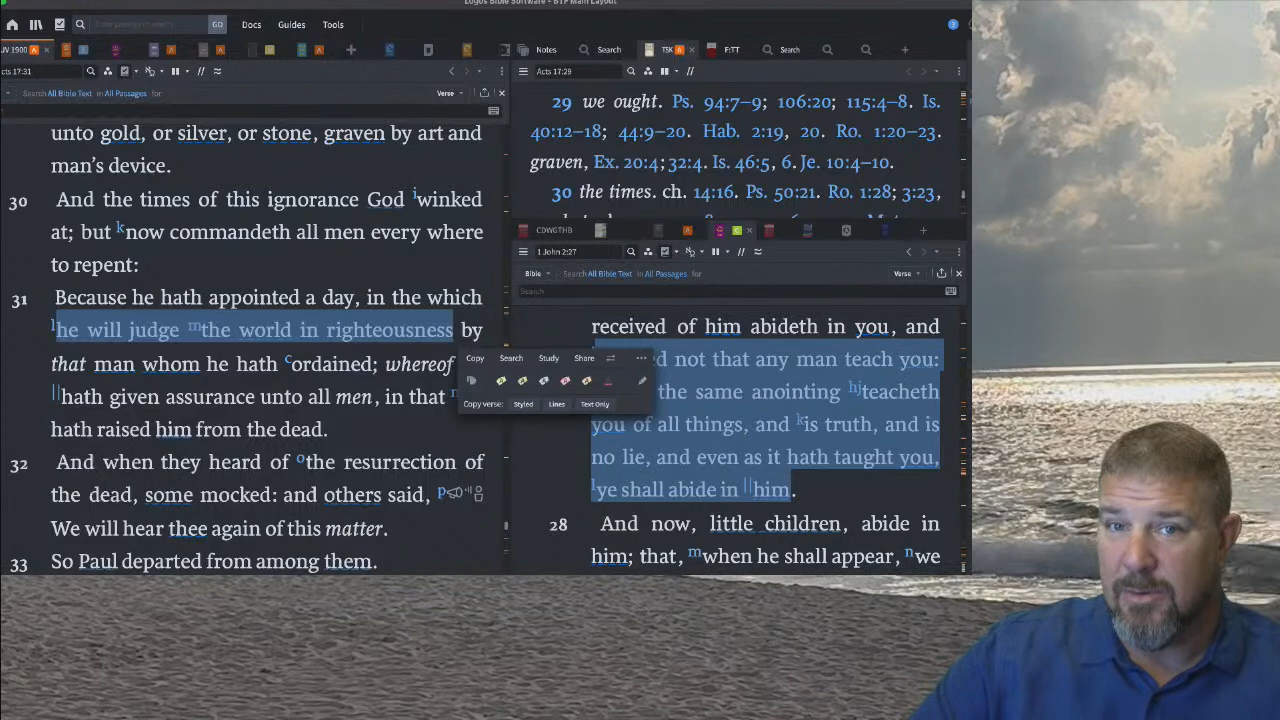 Logos Bible Software - BTF Main Layout
GO
Docs
Guides
Tools
3
UV 1900 A
A
A
A
cts 17:31
Search All Bible Text in All Passages for
Verse
unto gold, or silver, or stone, graven by art and
man's device.
30 And the times of this ignorance God i winked
at; but k now commandeth all men every where
to repent:
31 Because he hath appointed a day, in the which
l he will judge m the world in righteousness by
that man whom he hath c ordained; whereof
|| hath given assurance unto all men, in that
hath raised him from the dead.
32 And when they heard of o the resurrection of
the dead, some mocked: and others said, p
We will hear thee again of this matter.
33 So Paul departed from among them.
Notes
Search
TSK A
F:TT
Search
Acts 17:29
29 we ought. Ps. 94:7–9; 106:20; 115:4–8. Is.
40:12–18; 44:9–20. Hab. 2:19, 20. Ro. 1:20–23.
graven, Ex. 20:4; 32:4. Is. 46:5, 6. Je. 10:4–10.
30 the times. ch. 14:16. Ps. 50:21. Ro. 1:28; 3:23,
CDWGTHB
A
C
1 John 2:27
Bible
Search All Bible Text in All Passages for
Verse
Search
received of him abideth in you, and
d not that any man teach you:
the same anointing hj teacheth
you of all things, and k is truth, and is
no lie, and even as it hath taught you,
l ye shall abide in || him.
28 And now, little children, abide in
him; that, m when he shall appear, n we
Copy
Search
Study
Share
Copy verse:
Styled
Lines
Text Only